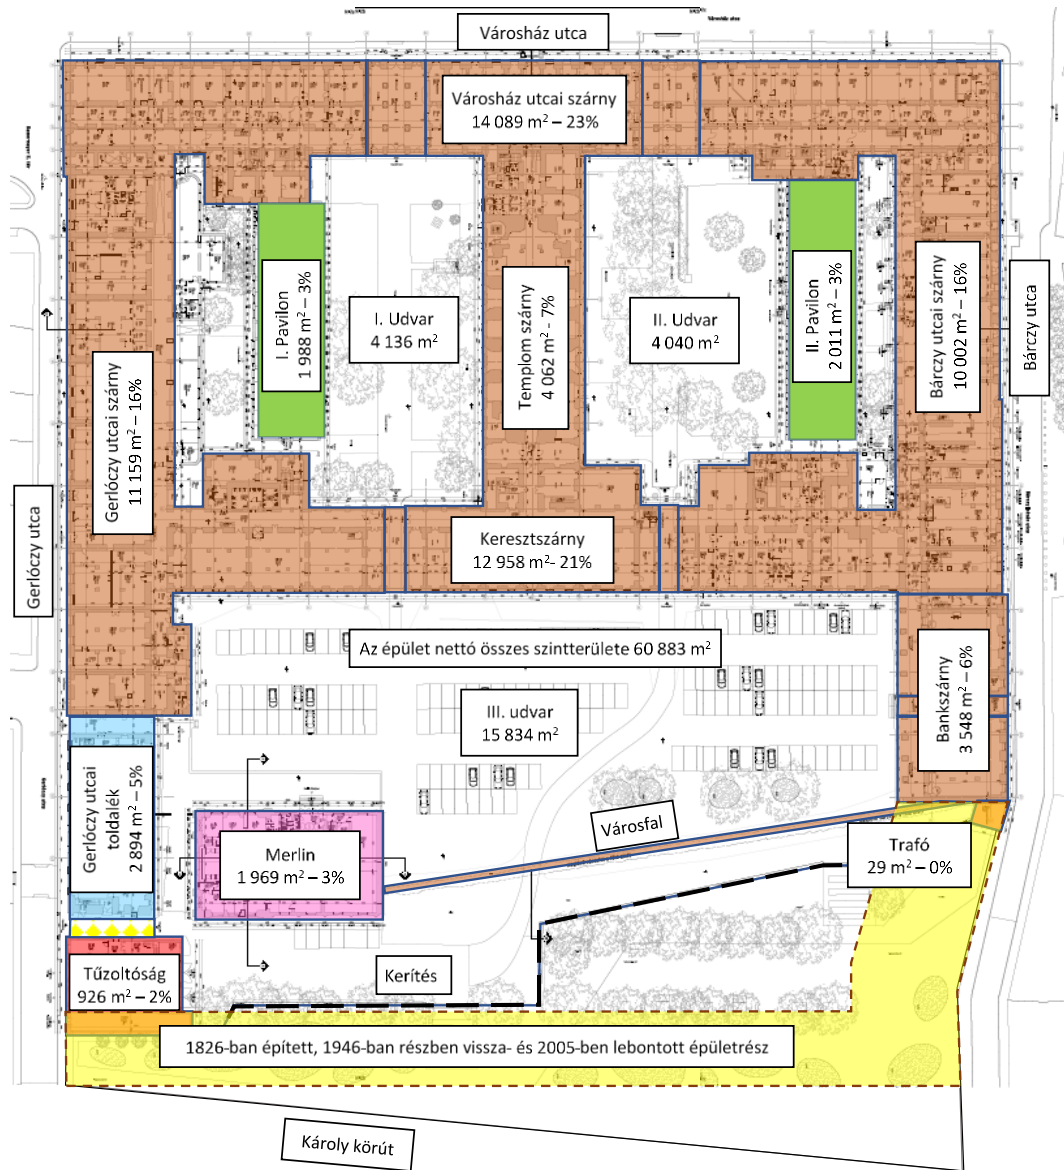 Városház utca
Városház utca
Városház utcai szárny
14 089 m² – 23%
I. Pavilon
1 988 m² – 3%
I. Udvar
4 136 m²
Templom szárny
4 062 m² - 7%
II. Udvar
4 040 m²
II. Pavilon
2 011 m² – 3%
Bárczy utcai szárny
10 002 m² – 16%
Bárczy utca
Gerlóczy utcai szárny
11 159 m² – 16%
Gerlóczy utca
Keresztszárny
12 958 m²- 21%
Az épület nettó összes szintterülete 60 883 m²
III. udvar
15 834 m²
Bankszárny
3 548 m² – 6%
Gerlóczy utcai
toldalék
2 894 m² – 5%
Merlin
1 969 m² – 3%
Városfal
Trafó
29 m² – 0%
Tűzoltóság
926 m² – 2%
Kerítés
1826-ban épített, 1946-ban részben vissza- és 2005-ben lebontott épületrész
Károly körút